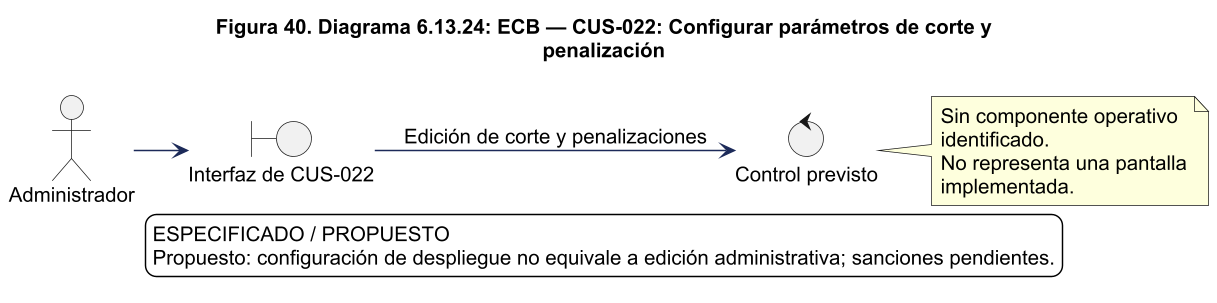 Figura 40. Diagrama 6.13.24: ECB — CUS-022: Configurar parámetros de corte y
penalización
Administrador
Interfaz de CUS-022
Edición de corte y penalizaciones
Control previsto
Sin componente operativo
identificado.
No representa una pantalla
implementada.
ESPECIFICADO / PROPUESTO
Propuesto: configuración de despliegue no equivale a edición administrativa; sanciones pendientes.